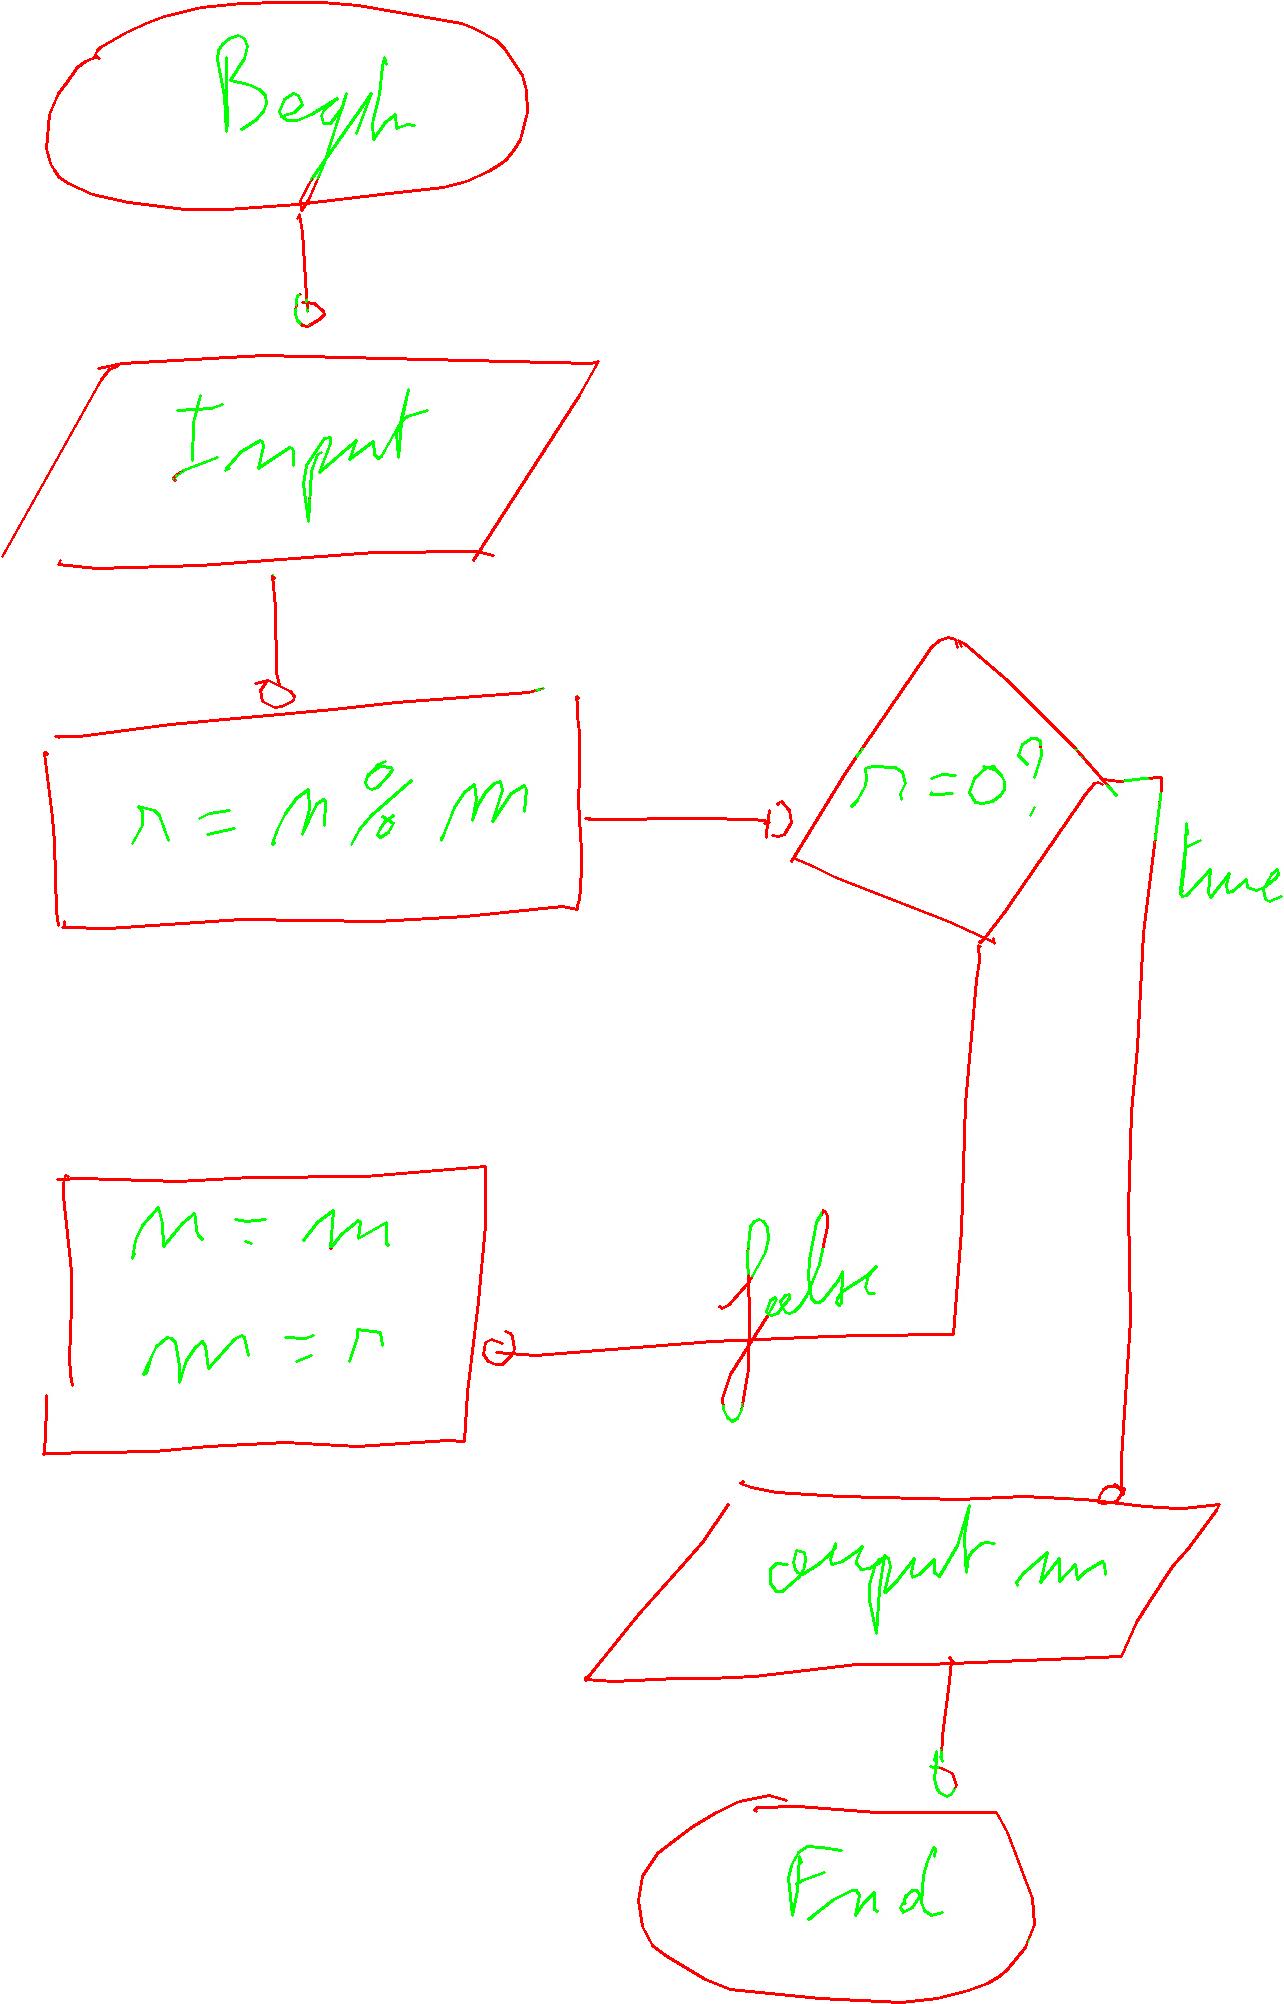 Begin
Input
r = n % m
r = 0 ?
true
n = m
m = r
false
output m
End